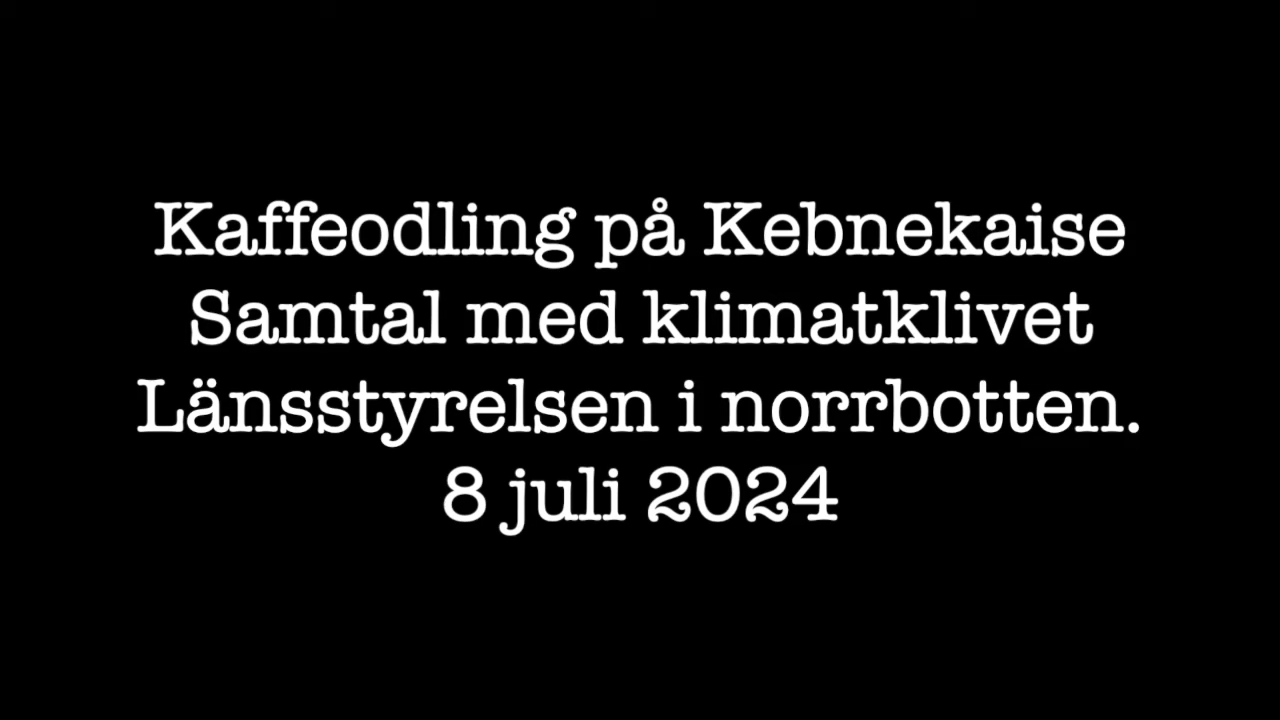 Kaffeodling på Kebnekaise
Samtal med klimatklivet
Länsstyrelsen i norrbotten.
8 juli 2024